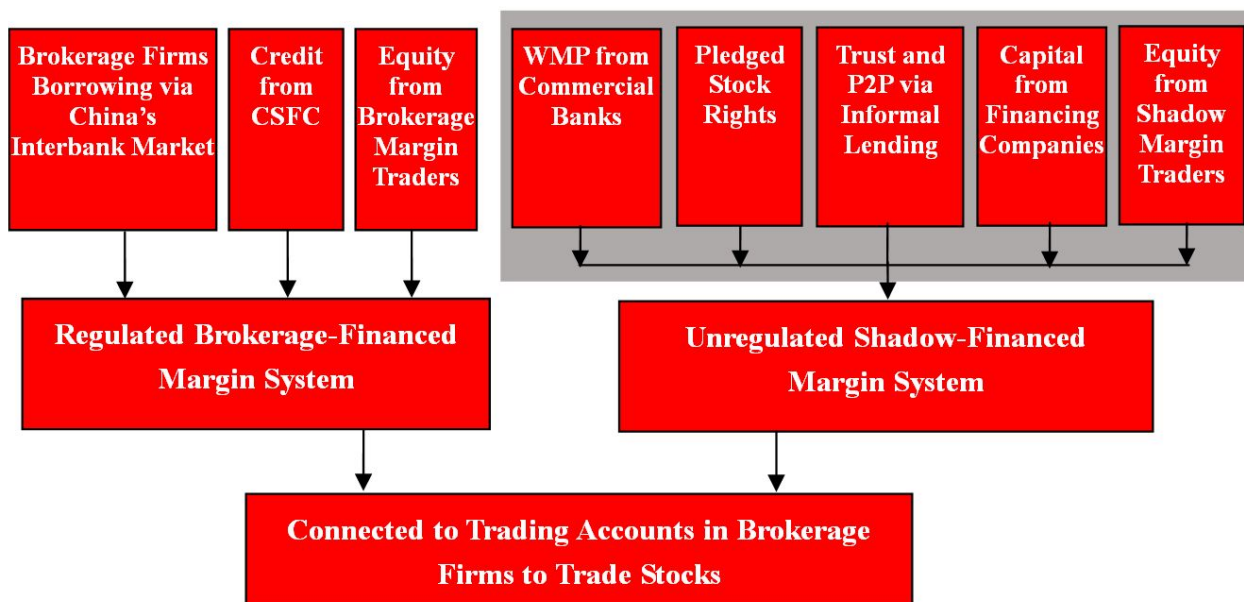 Brokerage Firms
Borrowing via
China's
Interbank Market
Credit
from
CSFC
Equity
from
Brokerage
Margin
Traders
WMP from
Commercial
Banks
Pledged
Stock
Rights
Trust and
P2P via
Informal
Lending
Capital
from
Financing
Companies
Equity
from
Shadow
Margin
Traders
Regulated Brokerage-Financed
Margin System
Unregulated Shadow-Financed
Margin System
Connected to Trading Accounts in Brokerage
Firms to Trade Stocks